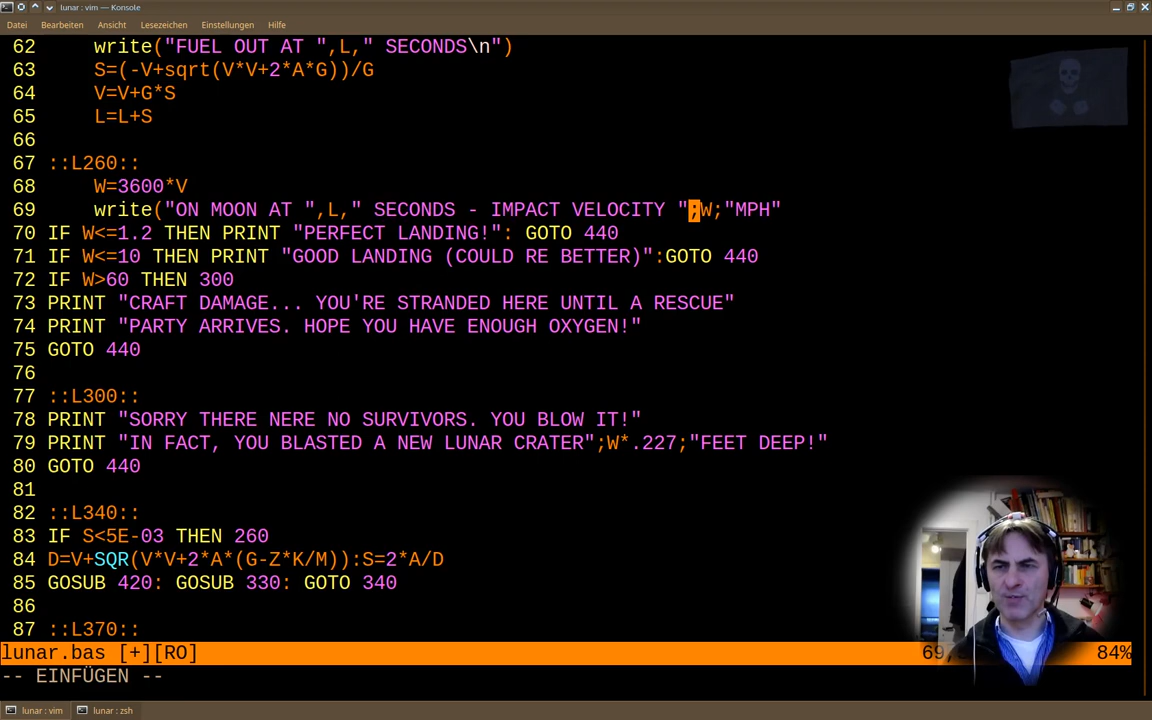 lunar : vim — Konsole
Datei Bearbeiten Ansicht Lesezeichen Einstellungen Hilfe
62 write("FUEL OUT AT ",L," SECONDS\n")
63 S=(-V+sqrt(V*V+2*A*G))/G
64 V=V+G*S
65 L=L+S
66
67 ::L260::
68 W=3600*V
69 write("ON MOON AT ",L," SECONDS - IMPACT VELOCITY ";W;"MPH"
70 IF W<=1.2 THEN PRINT "PERFECT LANDING!": GOTO 440
71 IF W<=10 THEN PRINT "GOOD LANDING (COULD RE BETTER)":GOTO 440
72 IF W>60 THEN 300
73 PRINT "CRAFT DAMAGE... YOU'RE STRANDED HERE UNTIL A RESCUE"
74 PRINT "PARTY ARRIVES. HOPE YOU HAVE ENOUGH OXYGEN!"
75 GOTO 440
76
77 ::L300::
78 PRINT "SORRY THERE NERE NO SURVIVORS. YOU BLOW IT!"
79 PRINT "IN FACT, YOU BLASTED A NEW LUNAR CRATER";W*.227;"FEET DEEP!"
80 GOTO 440
81
82 ::L340::
83 IF S<5E-03 THEN 260
84 D=V+SQR(V*V+2*A*(G-Z*K/M)):S=2*A/D
85 GOSUB 420: GOSUB 330: GOTO 340
86
87 ::L370::
lunar.bas [+][RO] 69, 84%
-- EINFÜGEN --
lunar : vim lunar : zsh